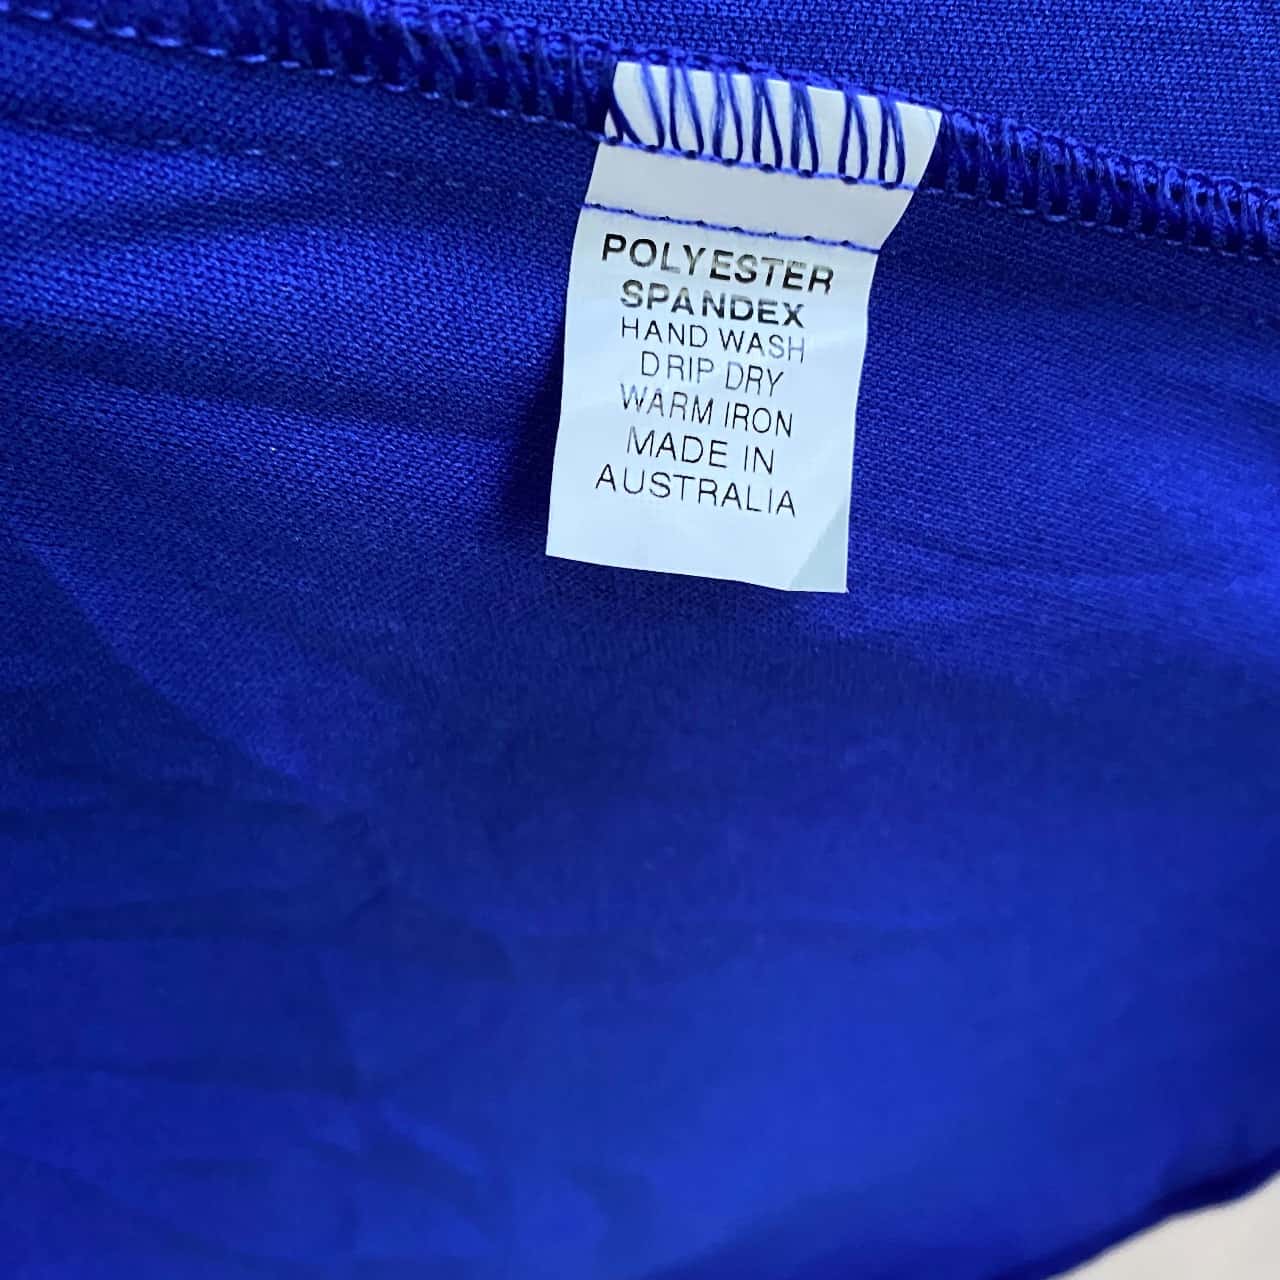 POLYESTER
SPANDEX
HAND WASH
DRIP DRY
WARM IRON
MADE IN
AUSTRALIA